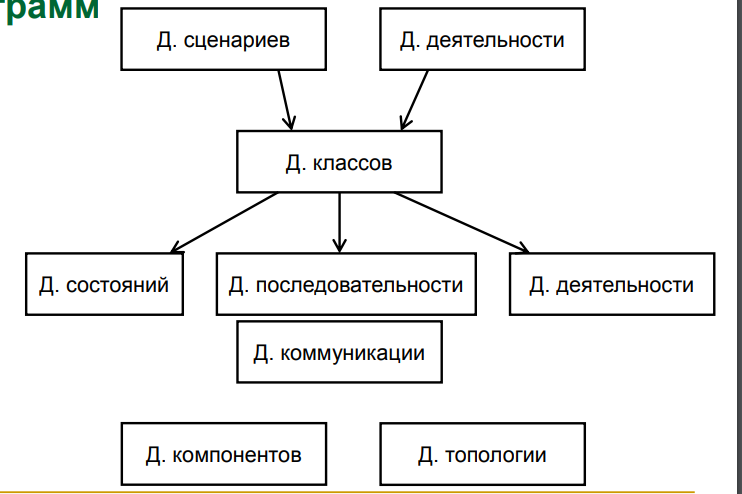 грамм
Д. сценариев
Д. деятельности
Д. классов
Д. состояний
Д. последовательности
Д. деятельности
Д. коммуникации
Д. компонентов
Д. топологии